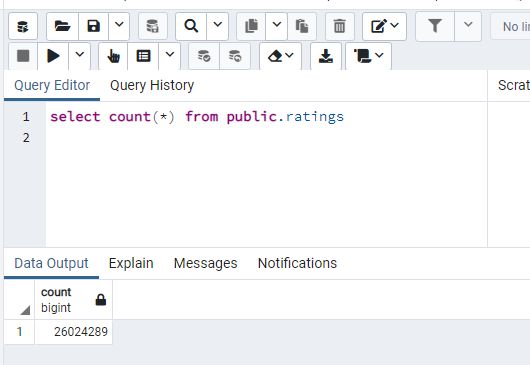 No li
Query Editor Query History
Scrat
1 select count(*) from public.ratings
2
Data Output Explain Messages Notifications
count
bigint
1 26024289